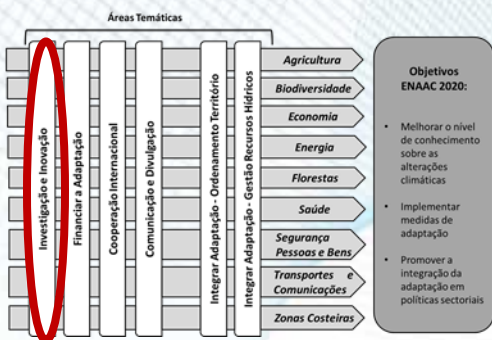 Áreas Temáticas
Investigação e Inovação
Financiar a Adaptação
Cooperação Internacional
Comunicação e Divulgação
Integrar Adaptação - Ordenamento Território
Integrar Adaptação - Gestão Recursos Hídricos
Agricultura
Biodiversidade
Economia
Energia
Florestas
Saúde
Segurança
Pessoas e Bens
Transportes e
Comunicações
Zonas Costeiras
Objetivos
ENAAC 2020:
• Melhorar o nível
de conhecimento
sobre as
alterações
climáticas
• Implementar
medidas de
adaptação
• Promover a
integração da
adaptação em
políticas sectoriais